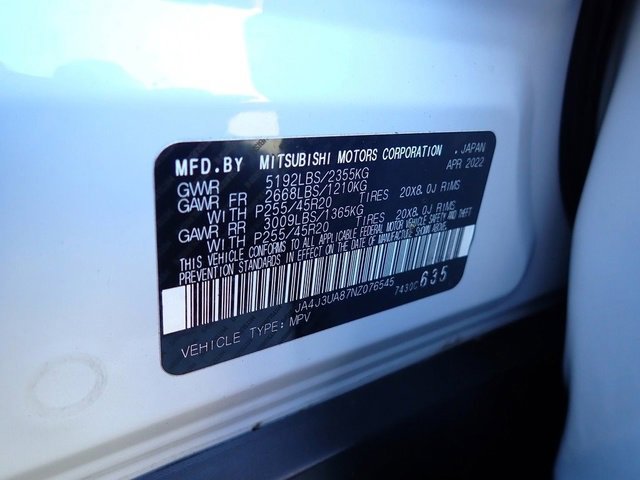 MFD.BY MITSUBISHI MOTORS CORPORATION , JAPAN
APR 2022
GVWR 5192LBS/2355KG
GAWR FR 2668LBS/1210KG
WITH P255/45R20 TIRES 20X8.0J RIMS
GAWR RR 3009LBS/1365KG
WITH P255/45R20 TIRES 20X8.0J RIMS
THIS VEHICLE CONFORMS TO ALL APPLICABLE FEDERAL MOTOR VEHICLE SAFETY AND THEFT
PREVENTION STANDARDS IN EFFECT ON THE DATE OF MANUFACTURE SHOWN ABOVE.
JA4J3UA87NZ076545 7430C 635
VEHICLE TYPE: MPV